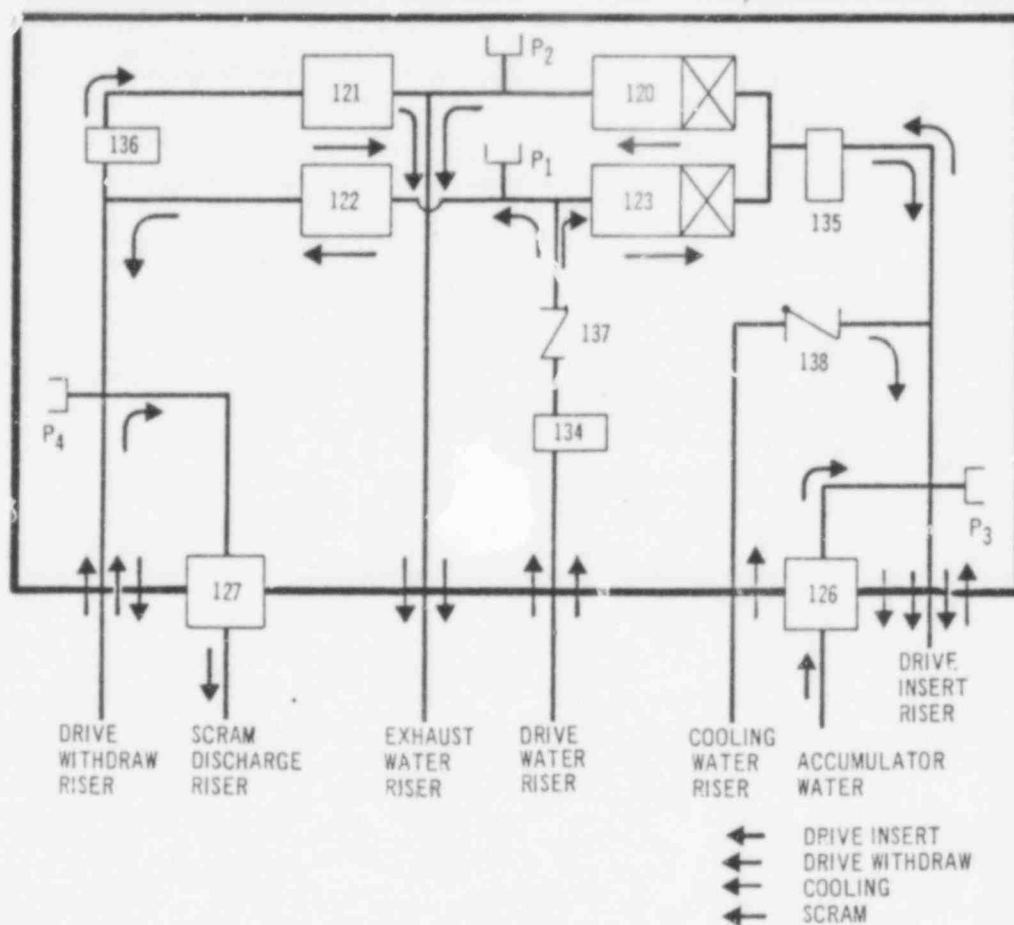 P2
121
120
136
P1
122
123
135
137
138
134
P4
P3
127
126
DRIVE
WITHDRAW
RISER
SCRAM
DISCHARGE
RISER
EXHAUST
WATER
RISER
DRIVE
WATER
RISER
COOLING
WATER
RISER
ACCUMULATOR
WATER
DRIVE
INSERT
RISER
DRIVE INSERT
DRIVE WITHDRAW
COOLING
SCRAM